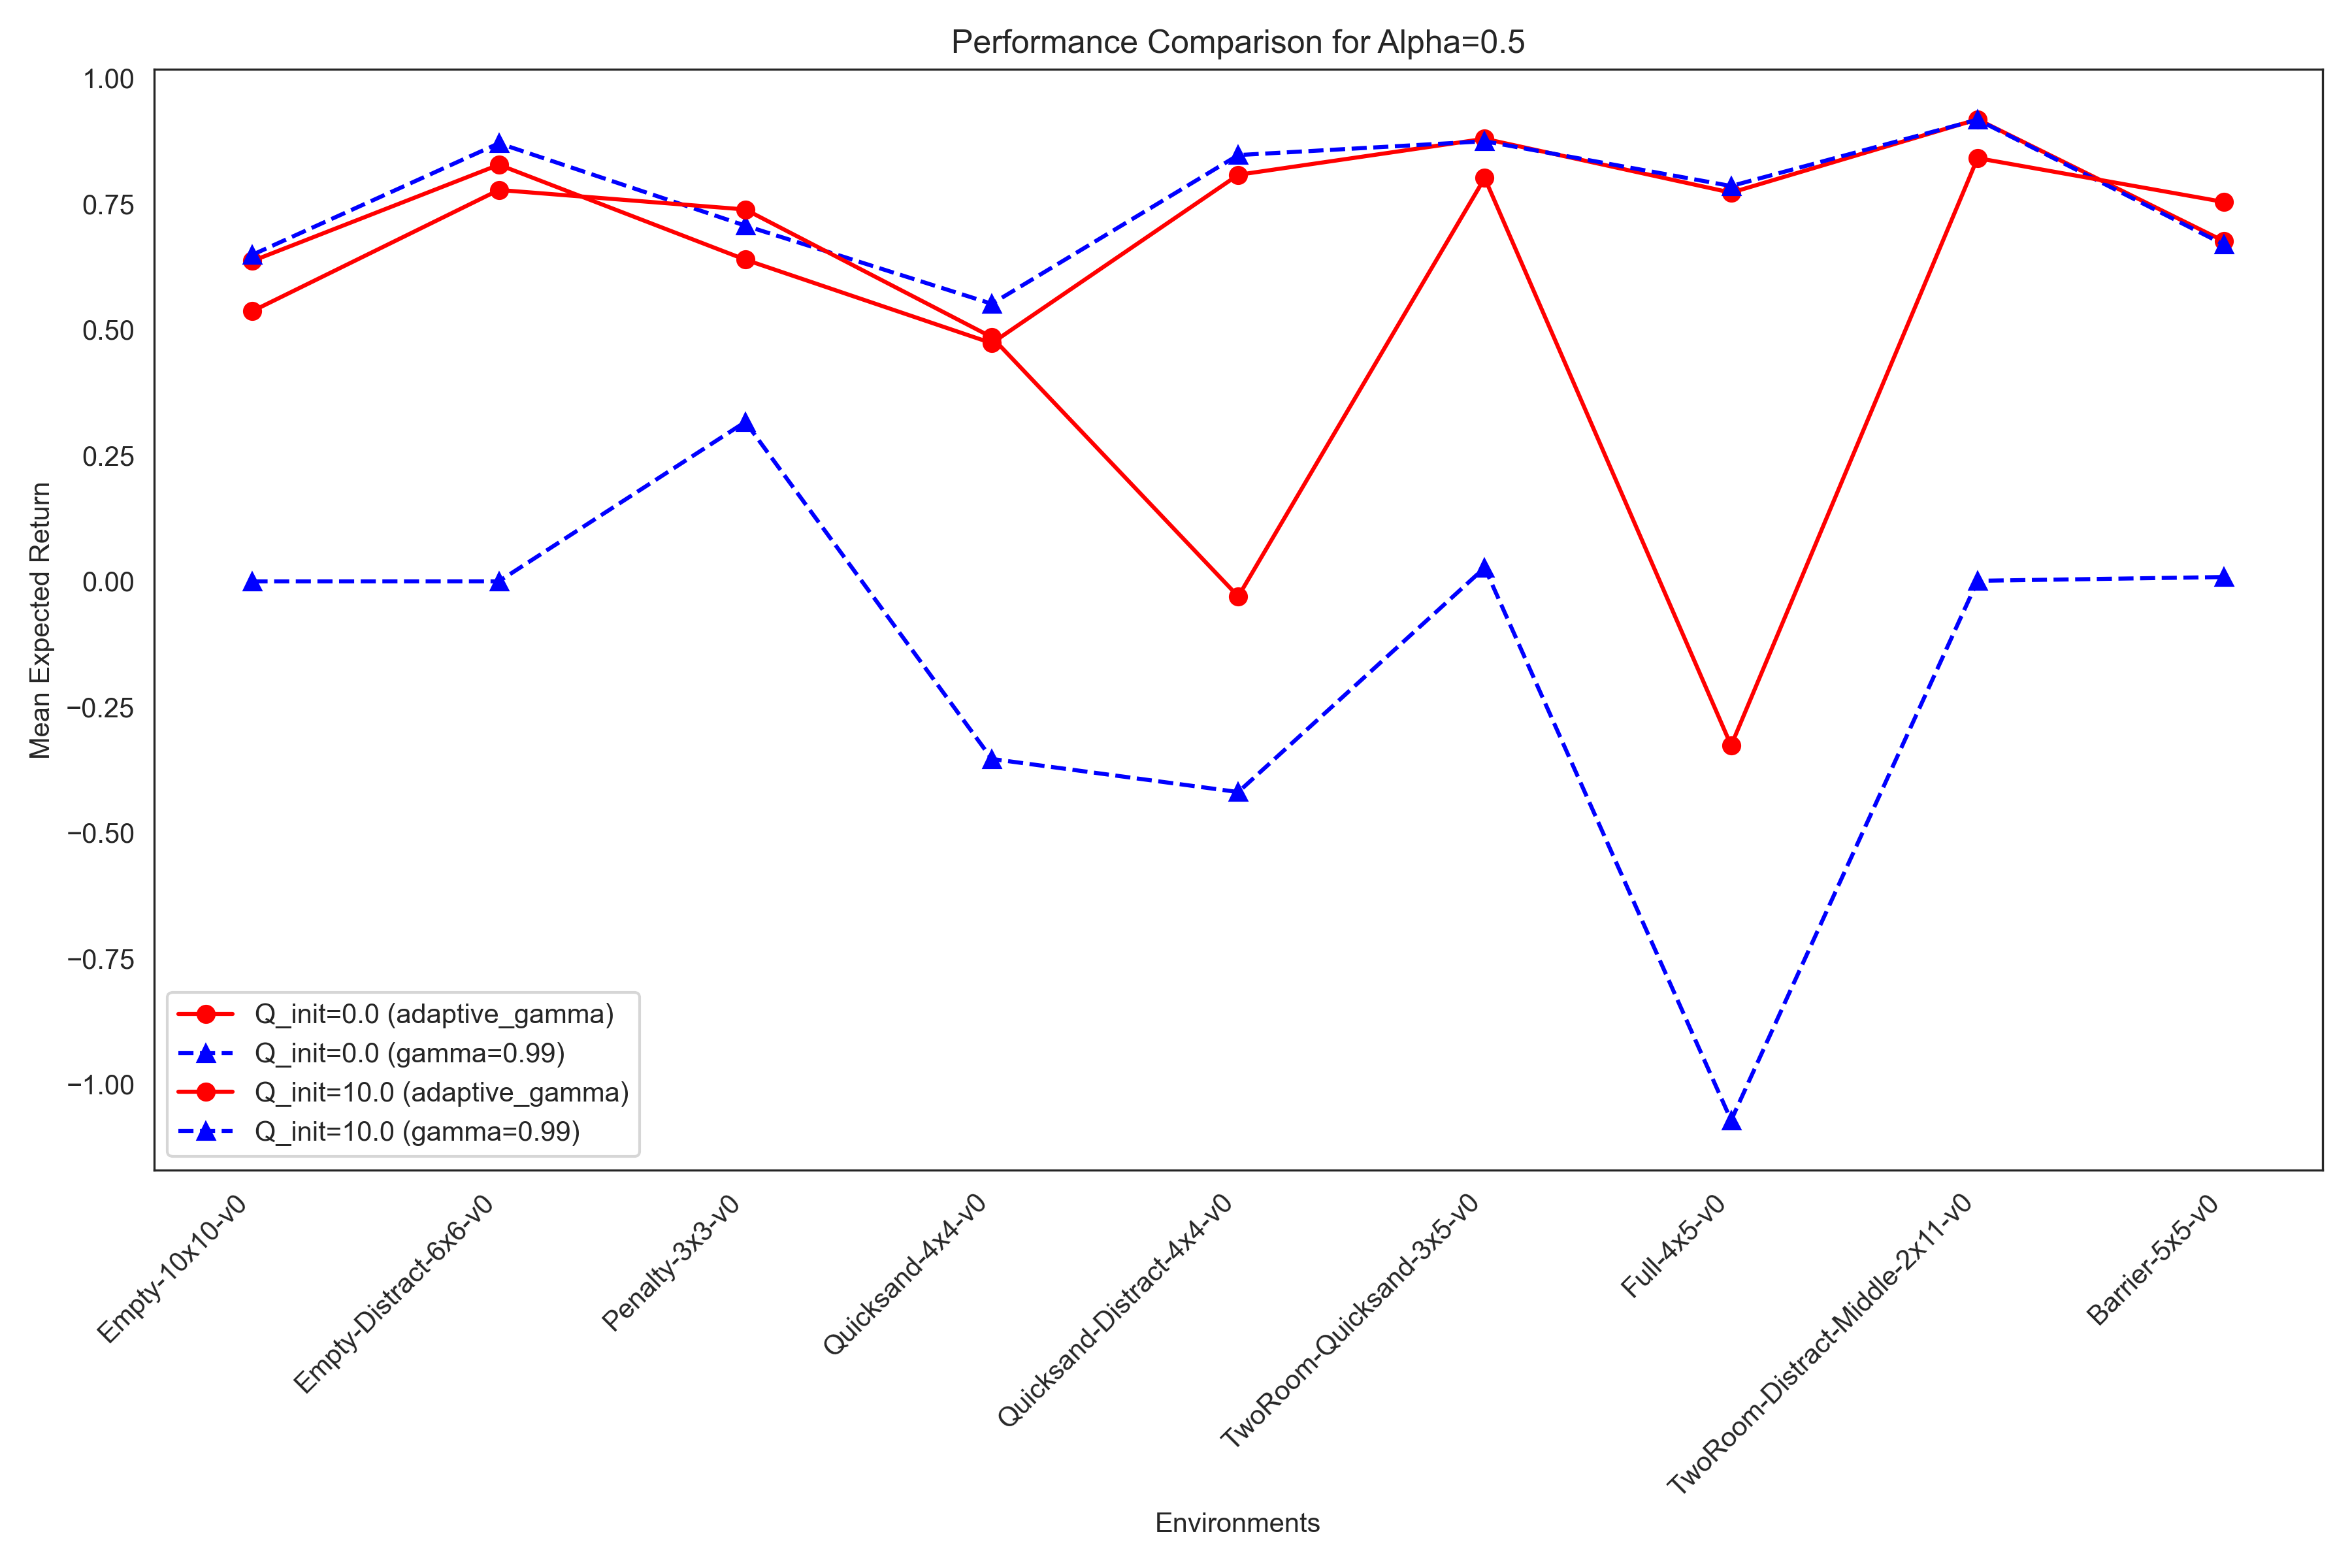 Performance Comparison for Alpha=0.5
1.00
0.75
0.50
0.25
0.00
−0.25
−0.50
−0.75
−1.00
Mean Expected Return
Q_init=0.0 (adaptive_gamma)
Q_init=0.0 (gamma=0.99)
Q_init=10.0 (adaptive_gamma)
Q_init=10.0 (gamma=0.99)
Empty-10x10-v0
Empty-Distract-6x6-v0
Penalty-3x3-v0
Quicksand-4x4-v0
Quicksand-Distract-4x4-v0
TwoRoom-Quicksand-3x5-v0
Full-4x5-v0
TwoRoom-Distract-Middle-2x11-v0
Barrier-5x5-v0
Environments